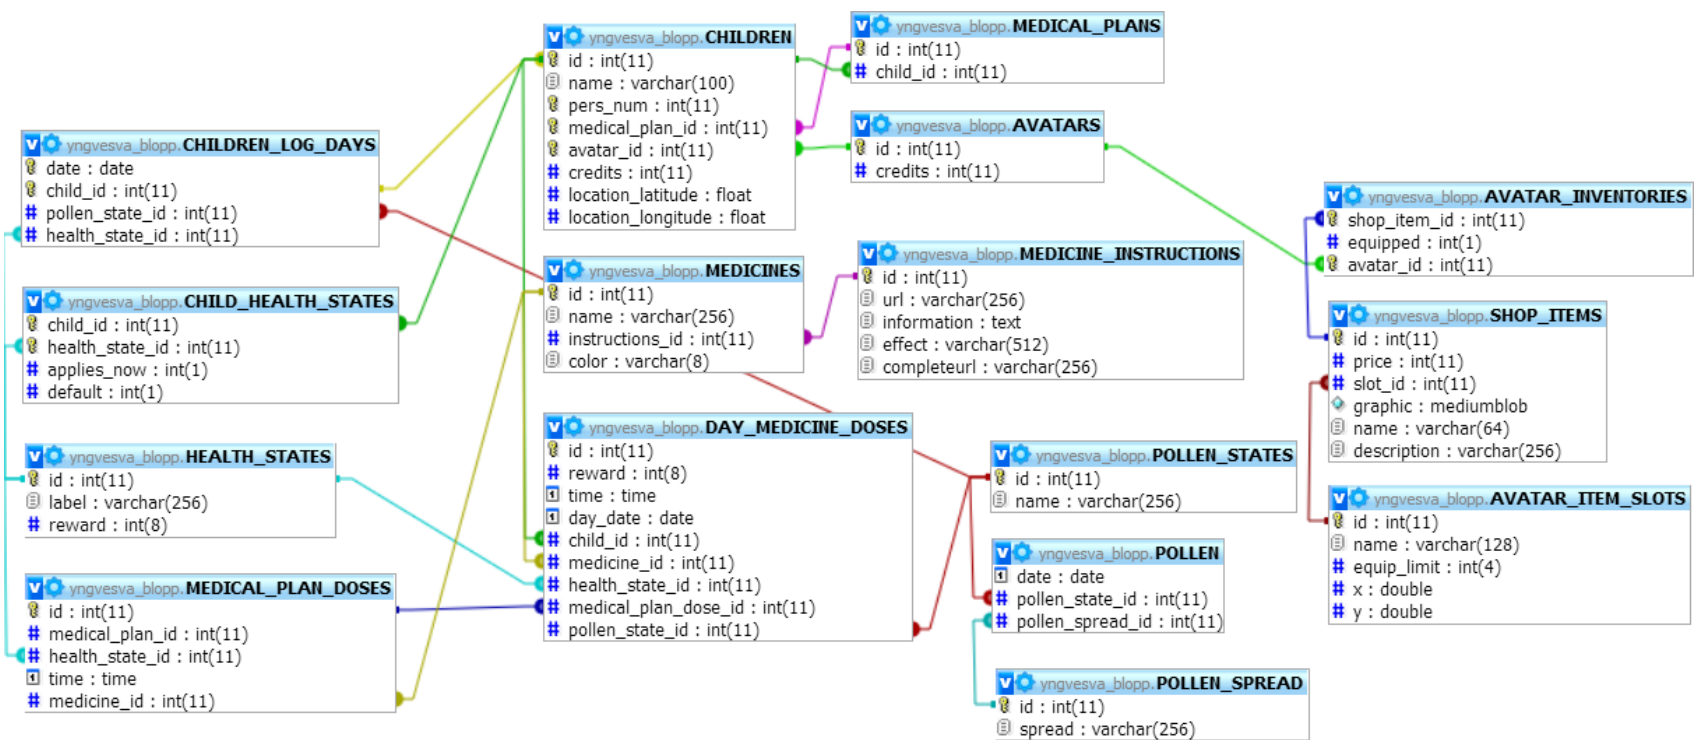 yngvesva_blopp.CHILDREN_LOG_DAYS
date : date
child_id : int(11)
pollen_state_id : int(11)
health_state_id : int(11)
yngvesva_blopp.CHILD_HEALTH_STATES
child_id : int(11)
health_state_id : int(11)
applies_now : int(1)
default : int(1)
yngvesva_blopp.HEALTH_STATES
id : int(11)
label : varchar(256)
reward : int(8)
yngvesva_blopp.MEDICAL_PLAN_DOSES
id : int(11)
medical_plan_id : int(11)
health_state_id : int(11)
time : time
medicine_id : int(11)
yngvesva_blopp.CHILDREN
id : int(11)
name : varchar(100)
pers_num : int(11)
medical_plan_id : int(11)
avatar_id : int(11)
credits : int(11)
location_latitude : float
location_longitude : float
yngvesva_blopp.MEDICINES
id : int(11)
name : varchar(256)
instructions_id : int(11)
color : varchar(8)
yngvesva_blopp.DAY_MEDICINE_DOSES
id : int(11)
reward : int(8)
time : time
day_date : date
child_id : int(11)
medicine_id : int(11)
health_state_id : int(11)
medical_plan_dose_id : int(11)
pollen_state_id : int(11)
yngvesva_blopp.MEDICAL_PLANS
id : int(11)
child_id : int(11)
yngvesva_blopp.AVATARS
id : int(11)
credits : int(11)
yngvesva_blopp.MEDICINE_INSTRUCTIONS
id : int(11)
url : varchar(256)
information : text
effect : varchar(512)
completeurl : varchar(256)
yngvesva_blopp.POLLEN_STATES
id : int(11)
name : varchar(256)
yngvesva_blopp.POLLEN
date : date
pollen_state_id : int(11)
pollen_spread_id : int(11)
yngvesva_blopp.POLLEN_SPREAD
id : int(11)
spread : varchar(256)
yngvesva_blopp.AVATAR_INVENTORIES
shop_item_id : int(11)
equipped : int(1)
avatar_id : int(11)
yngvesva_blopp.SHOP_ITEMS
id : int(11)
price : int(11)
slot_id : int(11)
graphic : mediumblob
name : varchar(64)
description : varchar(256)
yngvesva_blopp.AVATAR_ITEM_SLOTS
id : int(11)
name : varchar(128)
equip_limit : int(4)
x : double
y : double